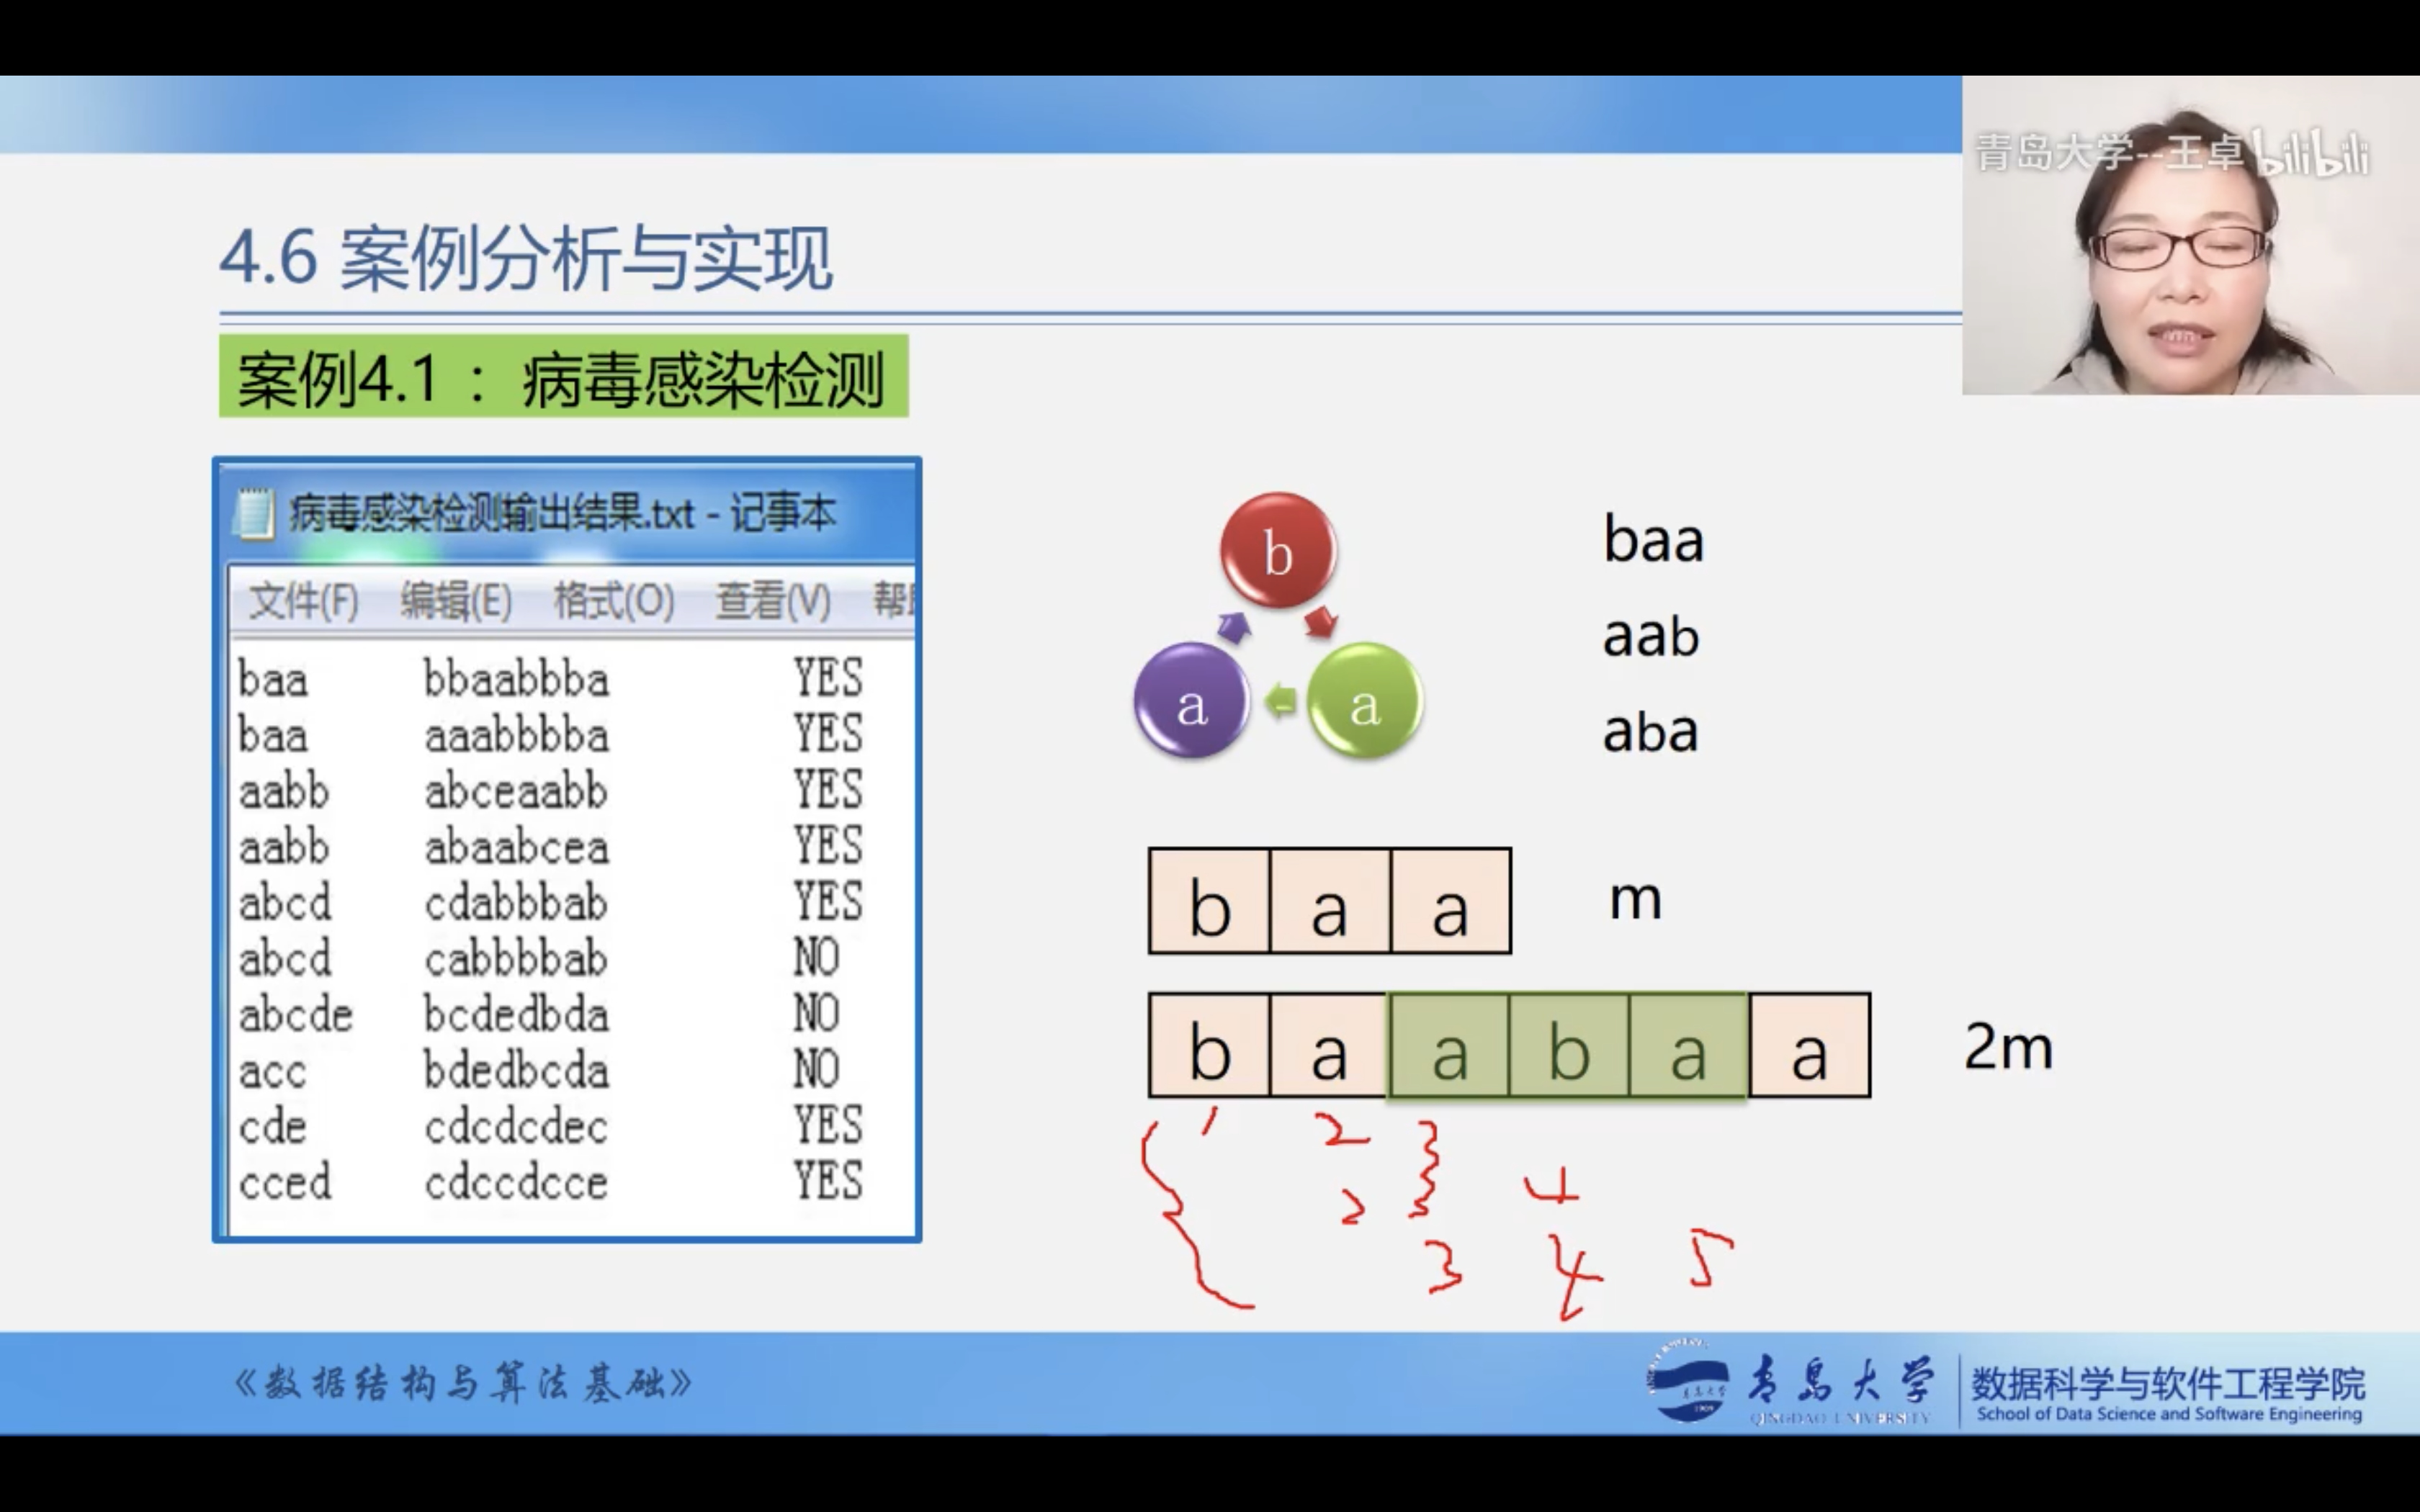 青岛大学--王卓 bilibili
4.6 案例分析与实现
案例4.1：病毒感染检测
病毒感染检测输出结果.txt - 记事本
文件(F) 编辑(E) 格式(O) 查看(V)
baa bbaabbba YES
baa aaabbbba YES
aabb abceaabb YES
aabb abaabcea YES
abcd cdabbbab YES
abcd cabbbbab NO
abcde bcdedbda NO
acc bdedbcda NO
cde cdcdcdec YES
cced cdccdcce YES
b
a
a
baa
aab
aba
b a a m
b a a b a a 2m
1 2 3
2 3 4
3 4 5
《数据结构与算法基础》
青岛大学
QINGDAO UNIVERSITY
数据科学与软件工程学院
School of Data Science and Software Engineering